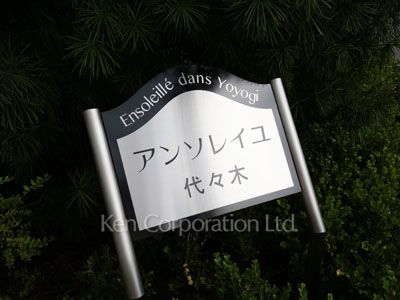 Ensoleillé dans Yoyogi
アンソレイユ
代々木
Ken Corporation Ltd.